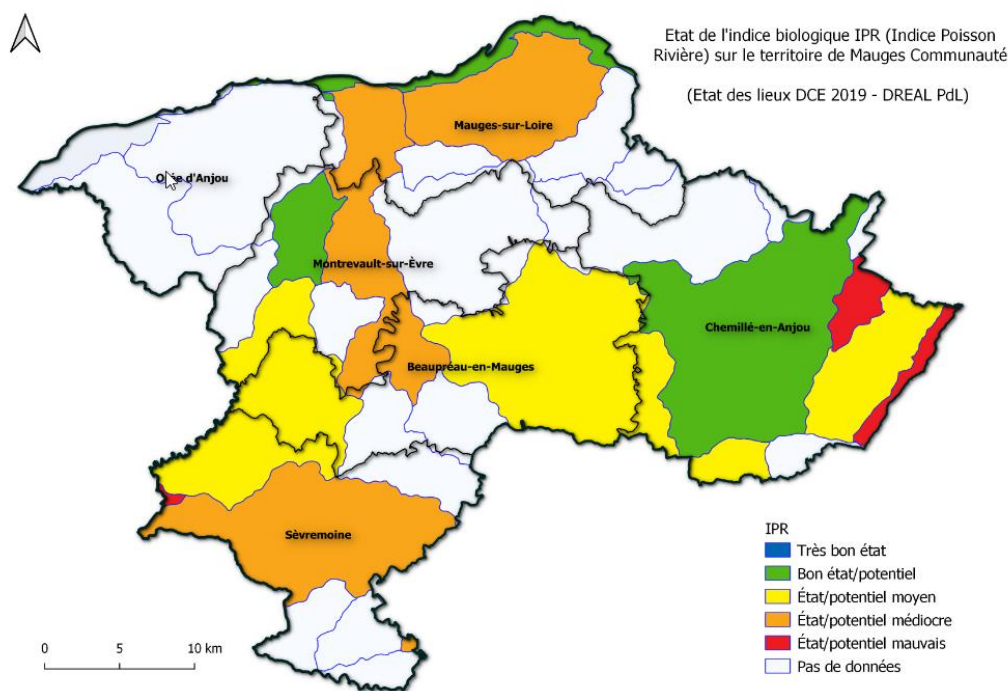 Etat de l'indice biologique IPR (Indice Poisson
Rivière) sur le territoire de Mauges Communauté
(Etat des lieux DCE 2019 - DREAL PdL)
Mauges-sur-Loire
d'Anjou
Montrevault-sur-Èvre
Chemillé-en-Anjou
Beaupréau-en-Mauges
Sèvremoine
IPR
Très bon état
Bon état/potentiel
État/potentiel moyen
État/potentiel médiocre
État/potentiel mauvais
Pas de données
0 5 10 km